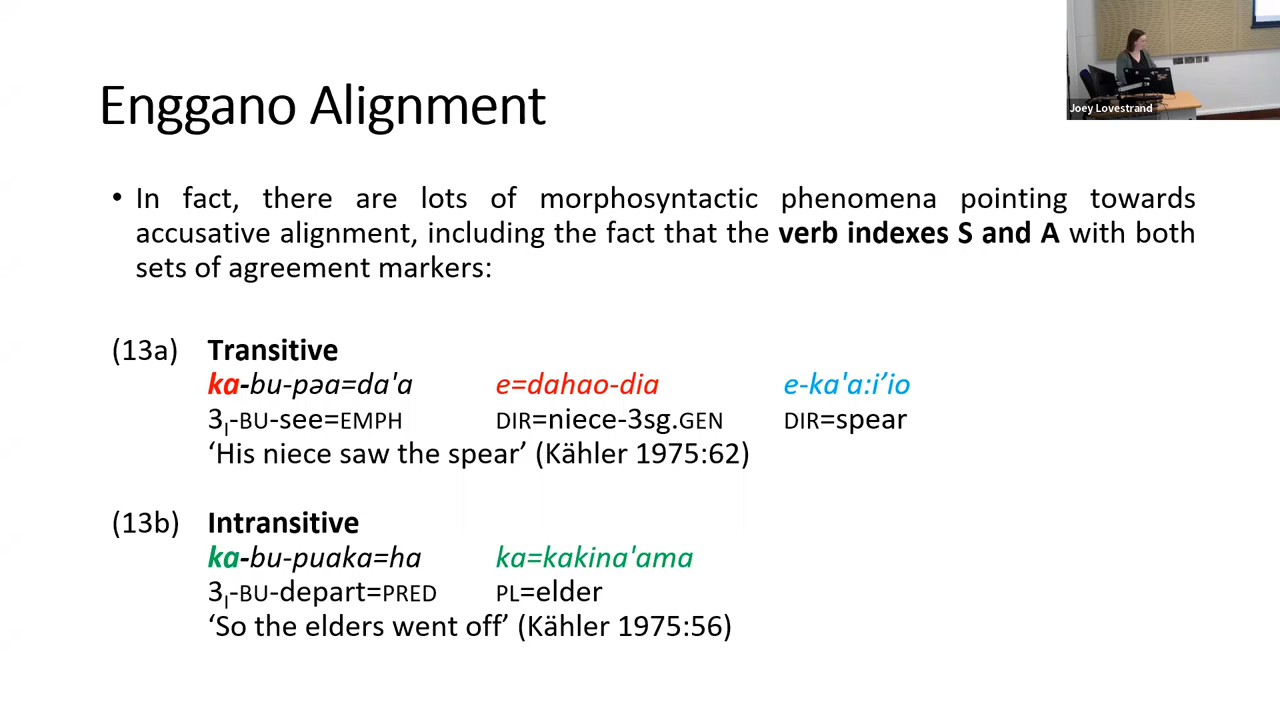 Joey Lovestrand
Enggano Alignment
• In fact, there are lots of morphosyntactic phenomena pointing towards
accusative alignment, including the fact that the verb indexes S and A with both
sets of agreement markers:
(13a) Transitive
ka-bu-pəa=da'a e=dahao-dia e-ka'a:i’io
3I-BU-see=EMPH DIR=niece-3sg.GEN DIR=spear
‘His niece saw the spear’ (Kähler 1975:62)
(13b) Intransitive
ka-bu-puaka=ha ka=kakina'ama
3I-BU-depart=PRED PL=elder
‘So the elders went off’ (Kähler 1975:56)